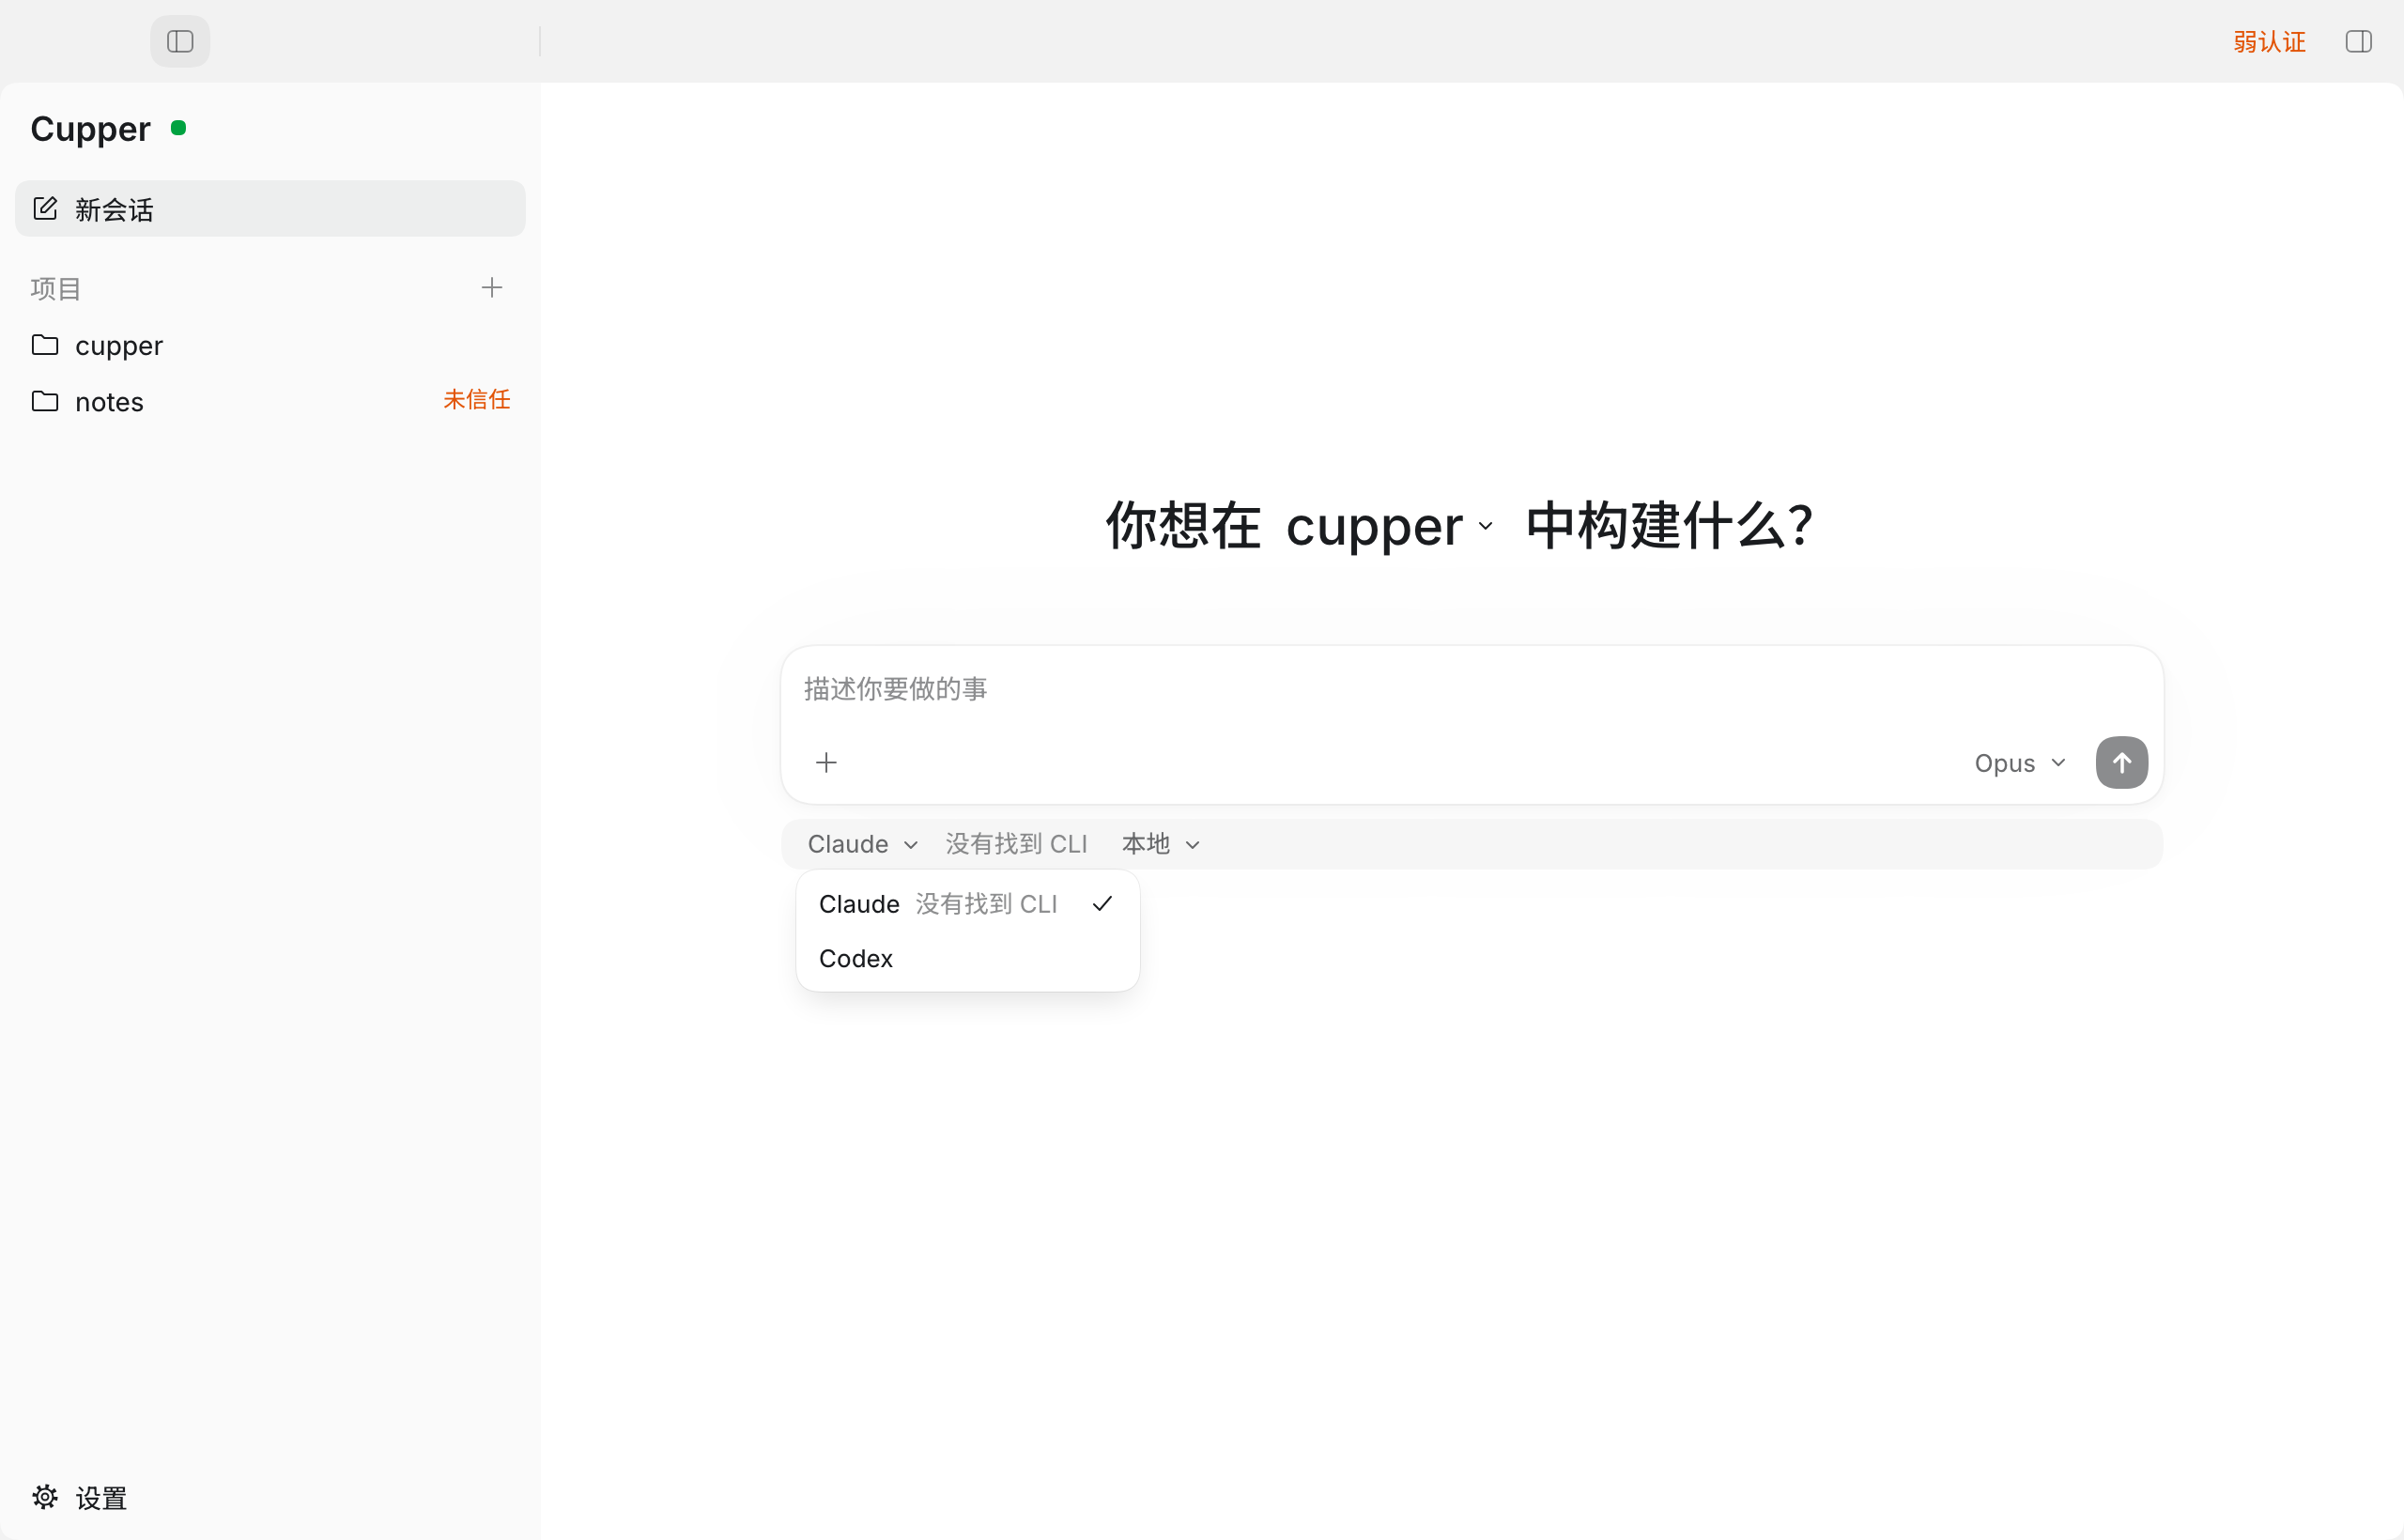 弱认证
Cupper
新会话
项目
cupper
notes 未信任
你想在 cupper 中构建什么？
描述你要做的事
Opus
Claude 没有找到 CLI 本地
Claude 没有找到 CLI
Codex
设置